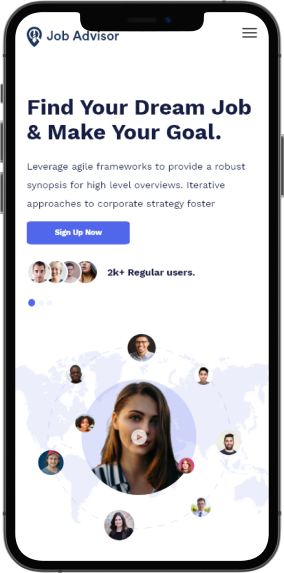 Job Advisor
Find Your Dream Job
& Make Your Goal.
Leverage agile frameworks to provide a robust
synopsis for high level overviews. Iterative
approaches to corporate strategy foster
Sign Up Now
2k+ Regular users.